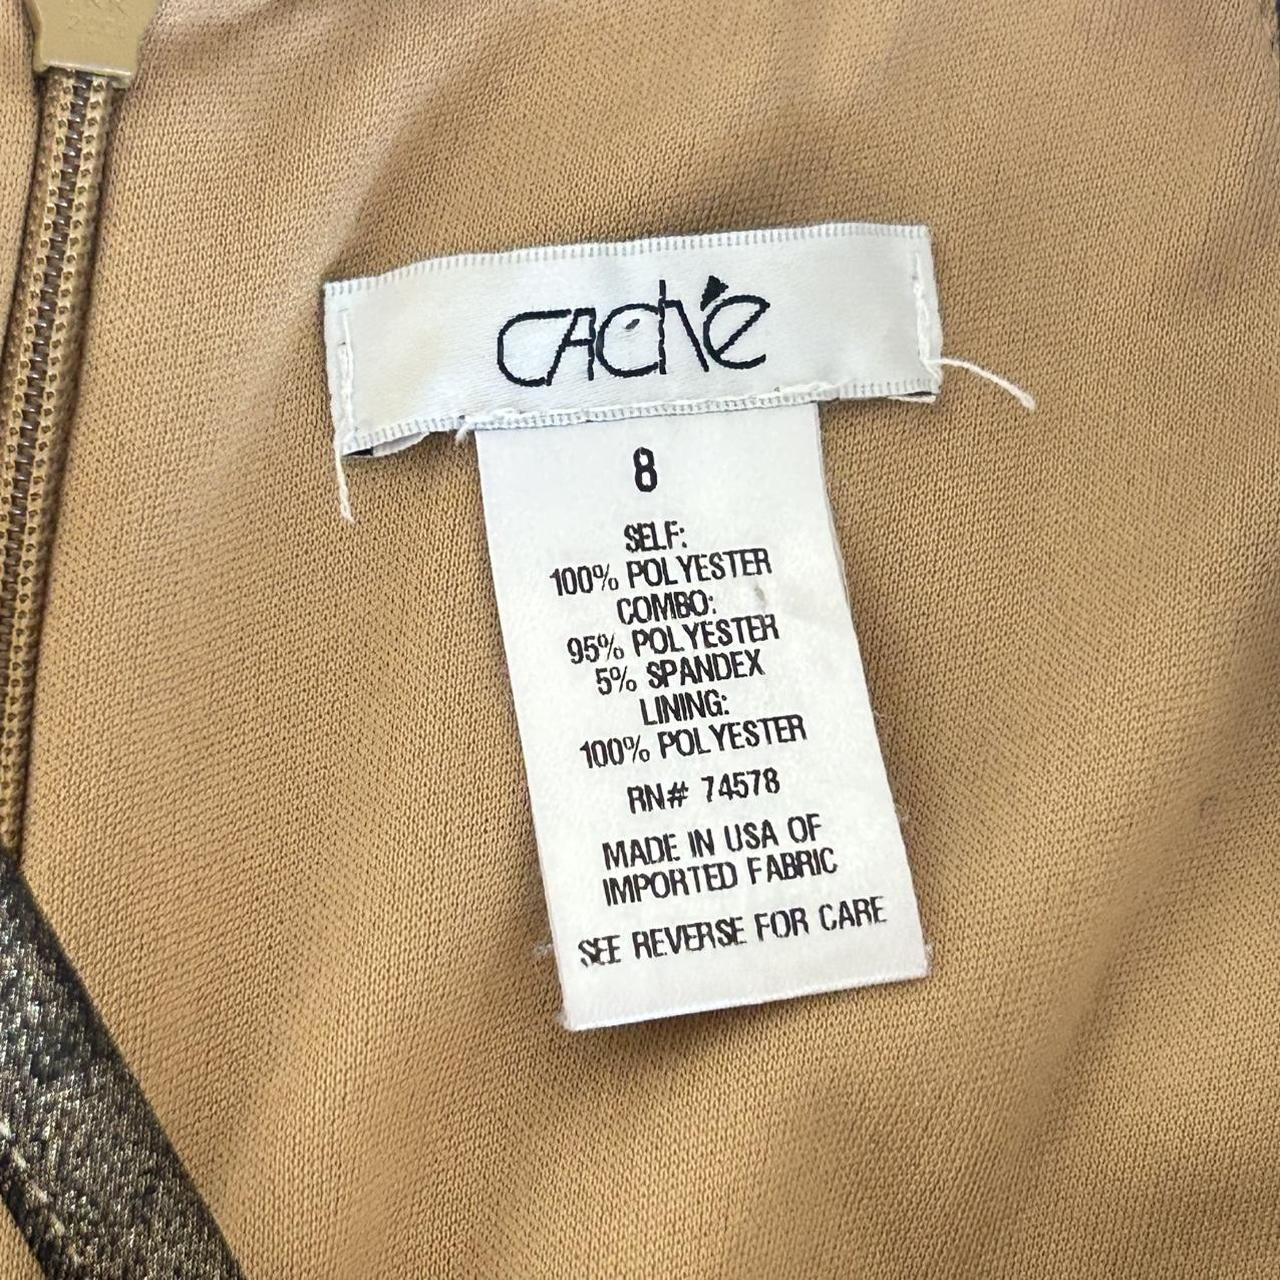 caché
8
SELF:
100% POLYESTER
COMBO:
95% POLYESTER
5% SPANDEX
LINING:
100% POLYESTER
RN# 74578
MADE IN USA OF
IMPORTED FABRIC
SEE REVERSE FOR CARE